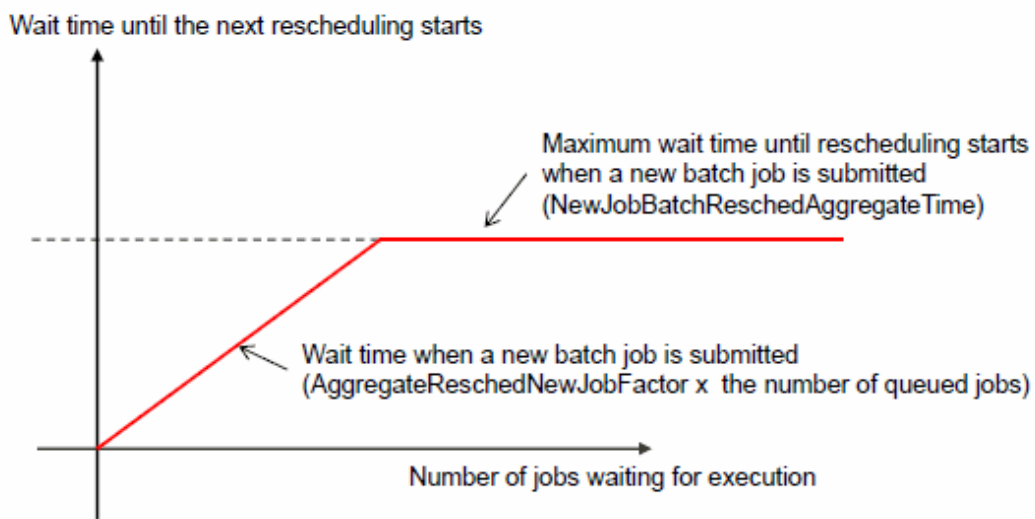 Wait time until the next rescheduling starts
Maximum wait time until rescheduling starts
when a new batch job is submitted
(NewJobBatchReschedAggregateTime)
Wait time when a new batch job is submitted
(AggregateReschedNewJobFactor x the number of queued jobs)
Number of jobs waiting for execution